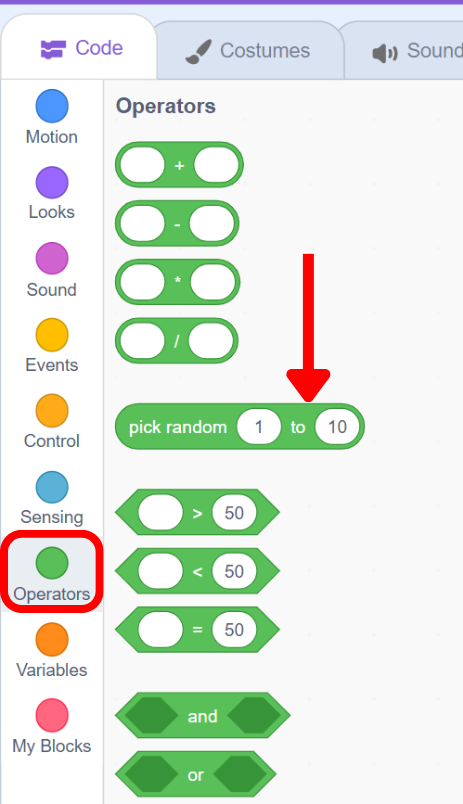 Code
Costumes
Sound
Motion
Looks
Sound
Events
Control
Sensing
Operators
Variables
My Blocks
Operators
+
-
*
/
pick random 1 to 10
> 50
< 50
= 50
and
or